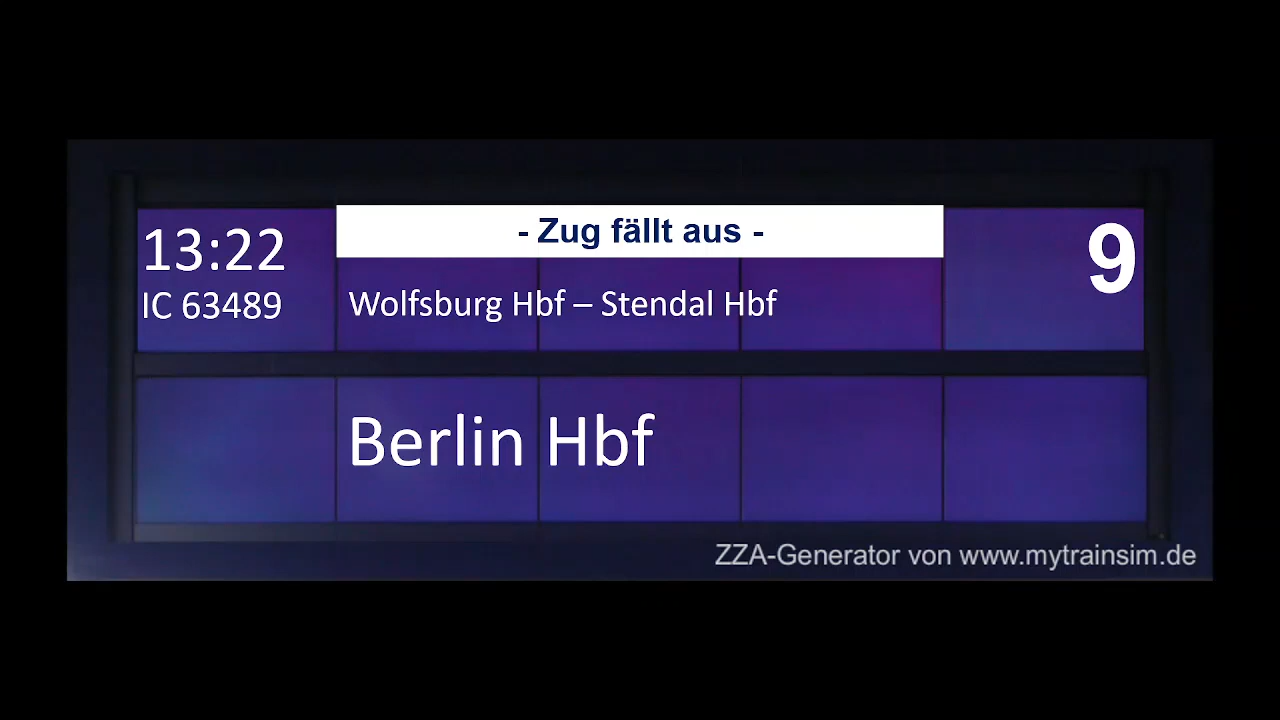 - Zug fällt aus -
13:22
9
IC 63489
Wolfsburg Hbf – Stendal Hbf
Berlin Hbf
ZZA-Generator von www.mytrainsim.de